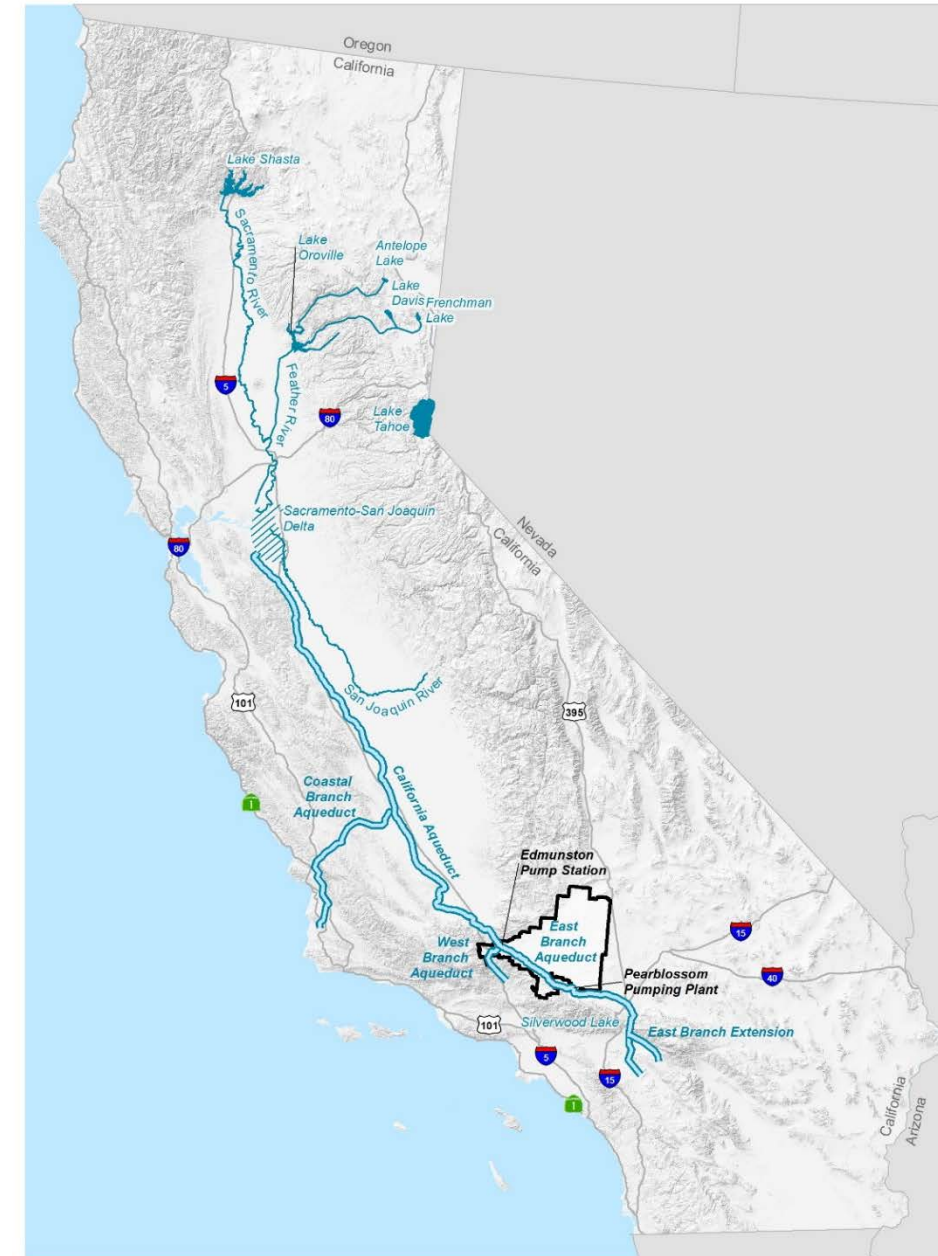 Oregon
California
Lake Shasta
Sacramento River
Lake
Oroville
Antelope
Lake
Lake
Davis
Frenchman
Lake
Feather River
5
80
Lake
Tahoe
Sacramento-San Joaquin
Delta
80
Nevada
California
San Joaquin River
101
395
Coastal
Branch
Aqueduct
1
California Aqueduct
Edmunston
Pump Station
East
Branch
Aqueduct
West
Branch
Aqueduct
15
Pearblossom
Pumping Plant
40
Silverwood Lake
101
East Branch Extension
5
15
1
California
Arizona